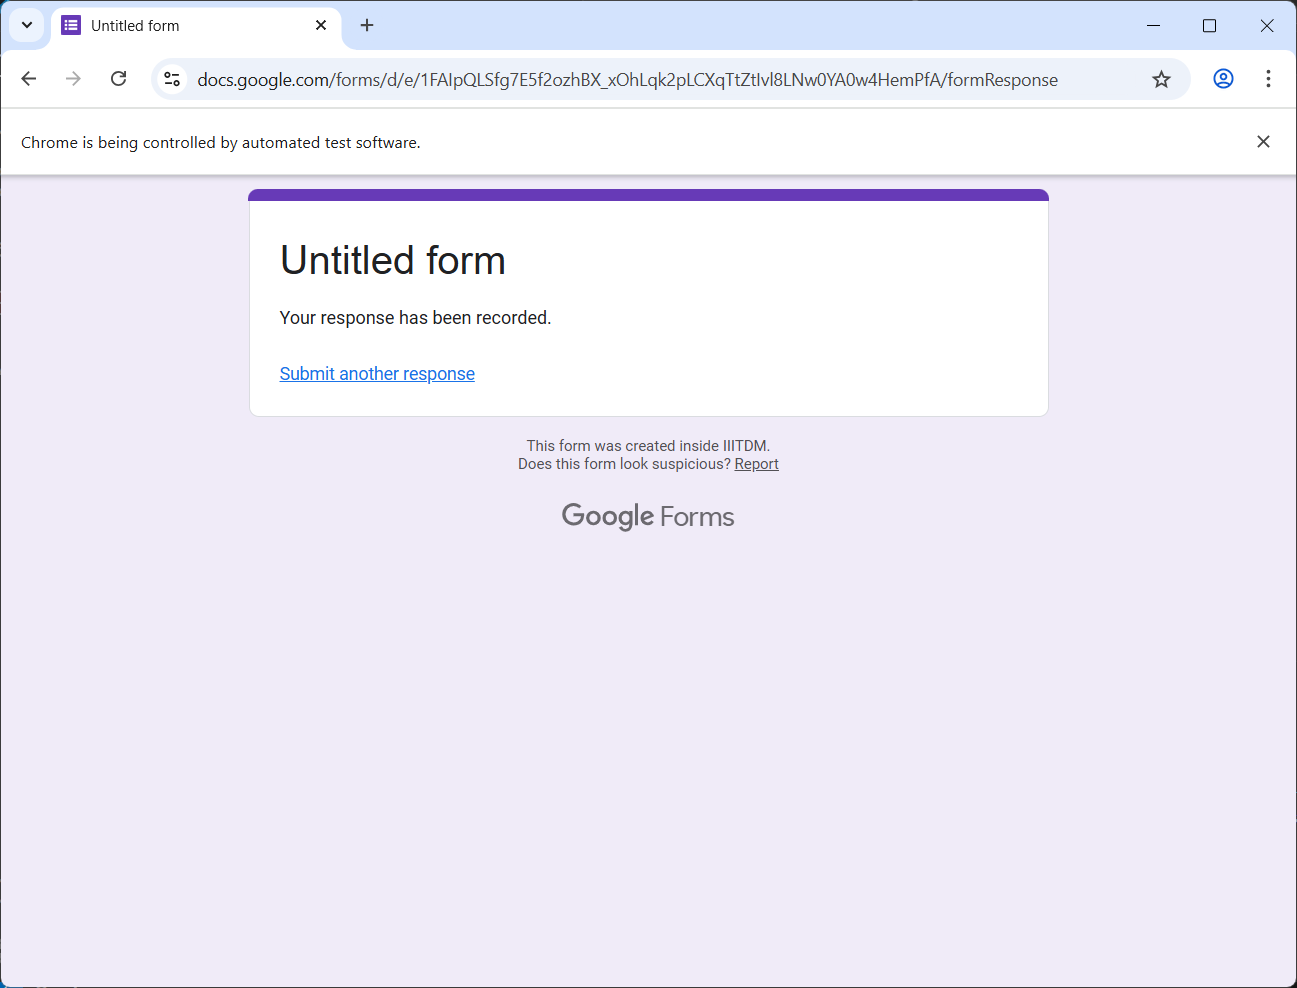 Untitled form
docs.google.com/forms/d/e/1FAIpQLSfg7E5f2ozhBX_xOhLqk2pLCXqTtZtIvl8LNw0YA0w4HemPfA/formResponse
Chrome is being controlled by automated test software.
Untitled form
Your response has been recorded.
Submit another response
This form was created inside IIITDM.
Does this form look suspicious? Report
Google Forms